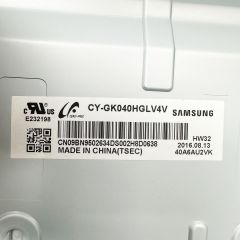 CY-GK040HGLV4V SAMSUNG
E232198
HW32
CN09BN9502634DS002H8D0638
2016.08.13
MADE IN CHINA(TSEC)
40A6AU2VK